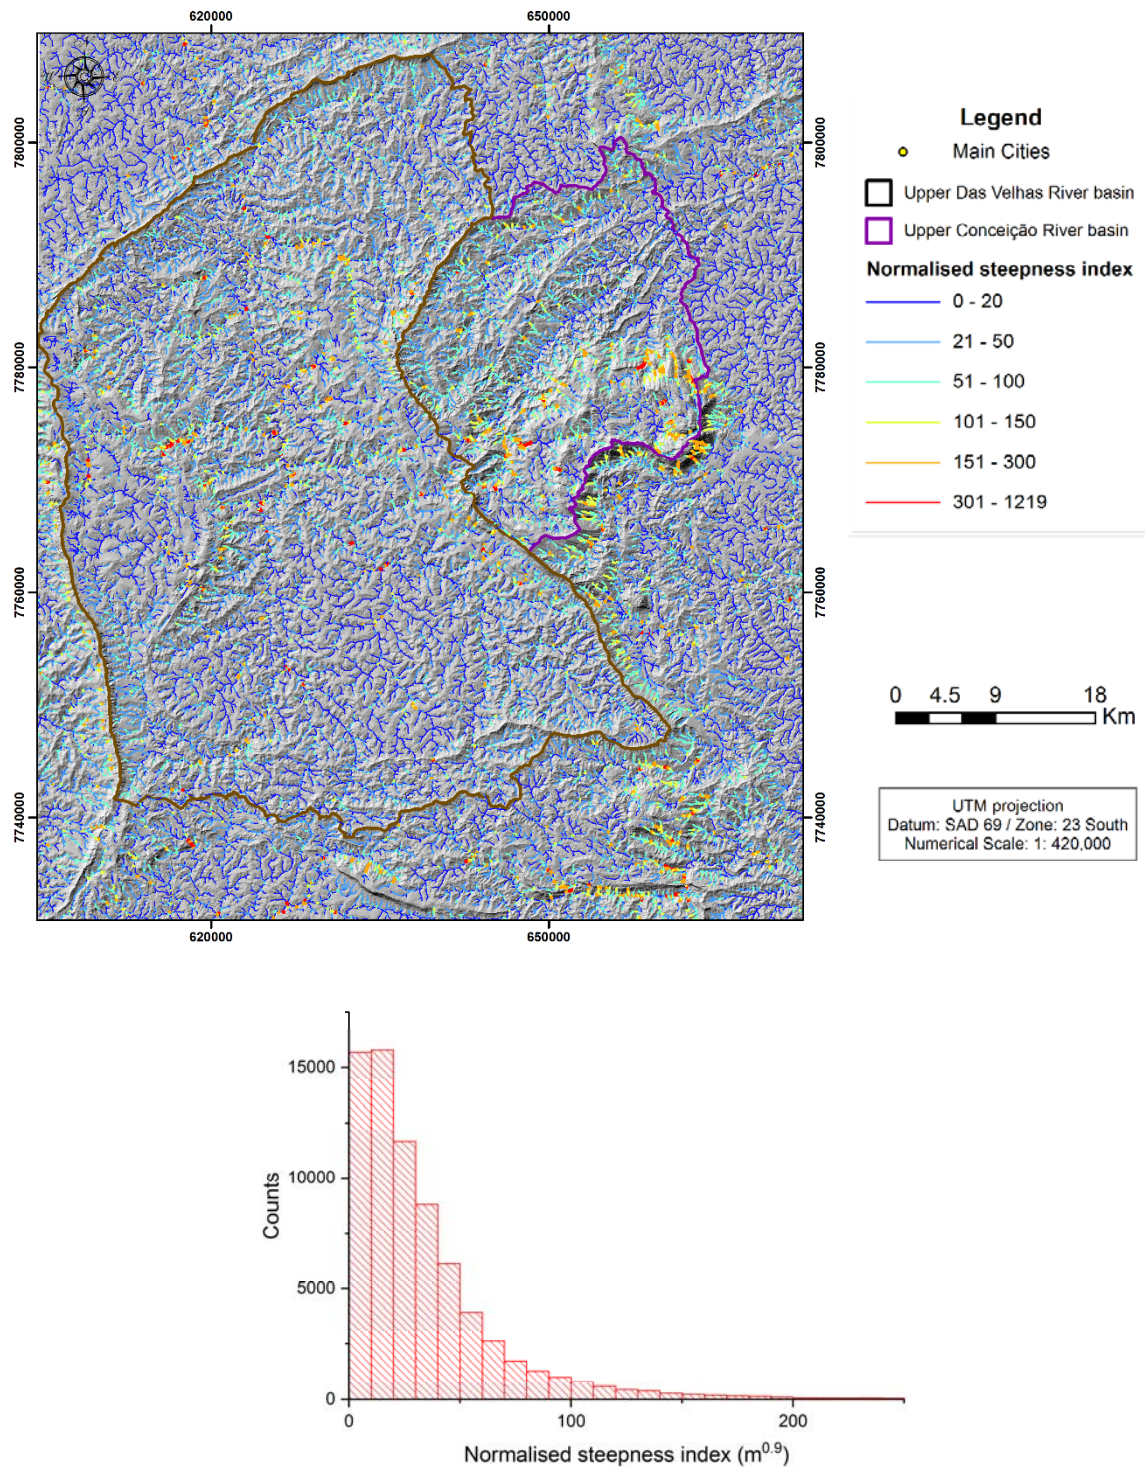 620000 650000
7800000 7800000
7780000 7780000
7760000 7760000
7740000 7740000
620000 650000
Legend
Main Cities
Upper Das Velhas River basin
Upper Conceição River basin
Normalised steepness index
0 - 20
21 - 50
51 - 100
101 - 150
151 - 300
301 - 1219
0 4.5 9 18
Km
UTM projection
Datum: SAD 69 / Zone: 23 South
Numerical Scale: 1: 420,000
15000
10000
5000
0
Counts
0 100 200
Normalised steepness index (m^0.9)